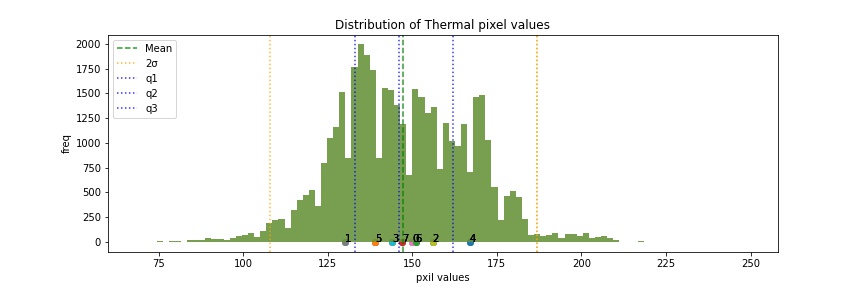 Distribution of Thermal pixel values
Mean
2σ
q1
q2
q3
freq
2000
1750
1500
1250
1000
750
500
250
0
1 5 3 7 0 6 2 4
75 100 125 150 175 200 225 250
pxil values